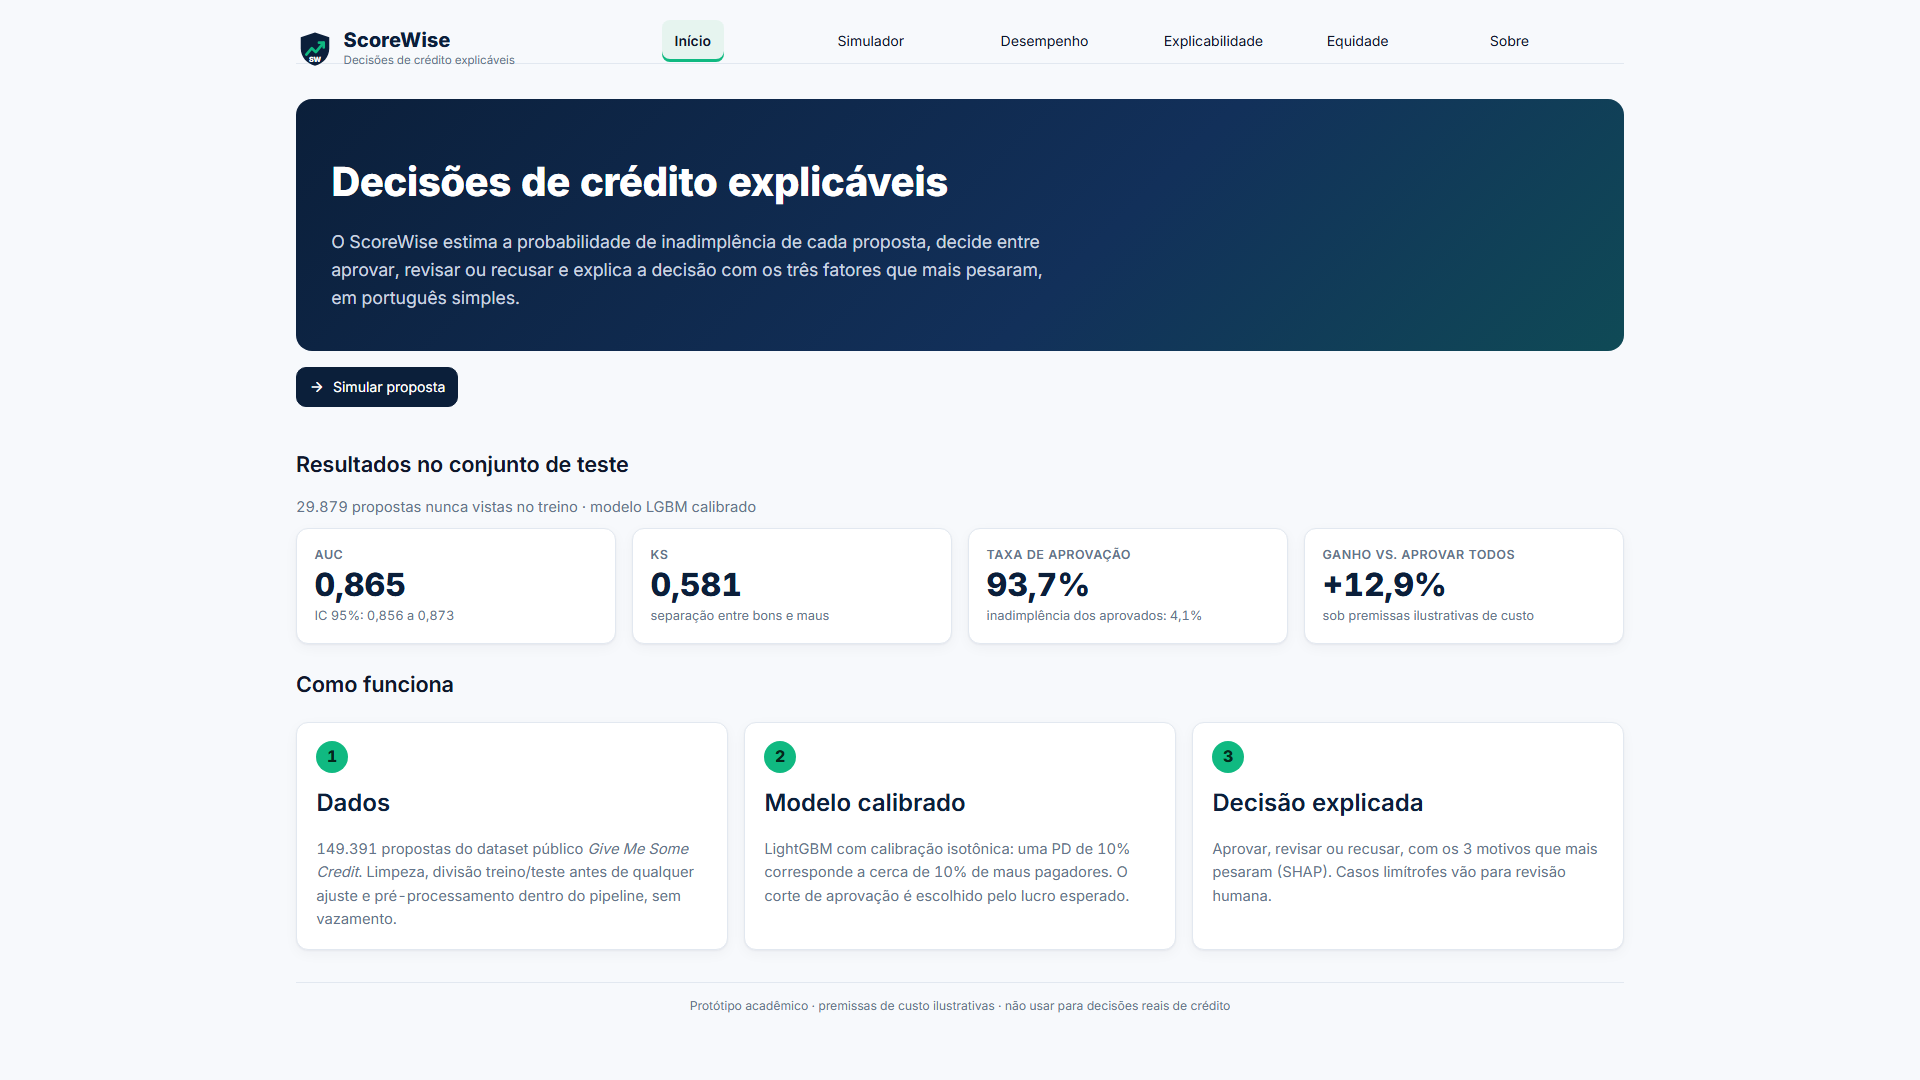 SW
ScoreWise
Decisões de crédito explicáveis
Início
Simulador
Desempenho
Explicabilidade
Equidade
Sobre
Decisões de crédito explicáveis
O ScoreWise estima a probabilidade de inadimplência de cada proposta, decide entre
aprovar, revisar ou recusar e explica a decisão com os três fatores que mais pesaram,
em português simples.
→ Simular proposta
Resultados no conjunto de teste
29.879 propostas nunca vistas no treino · modelo LGBM calibrado
AUC
0,865
IC 95%: 0,856 a 0,873
KS
0,581
separação entre bons e maus
TAXA DE APROVAÇÃO
93,7%
inadimplência dos aprovados: 4,1%
GANHO VS. APROVAR TODOS
+12,9%
sob premissas ilustrativas de custo
Como funciona
1
Dados
149.391 propostas do dataset público Give Me Some
Credit. Limpeza, divisão treino/teste antes de qualquer
ajuste e pré-processamento dentro do pipeline, sem
vazamento.
2
Modelo calibrado
LightGBM com calibração isotônica: uma PD de 10%
corresponde a cerca de 10% de maus pagadores. O
corte de aprovação é escolhido pelo lucro esperado.
3
Decisão explicada
Aprovar, revisar ou recusar, com os 3 motivos que mais
pesaram (SHAP). Casos limítrofes vão para revisão
humana.
Protótipo acadêmico · premissas de custo ilustrativas · não usar para decisões reais de crédito